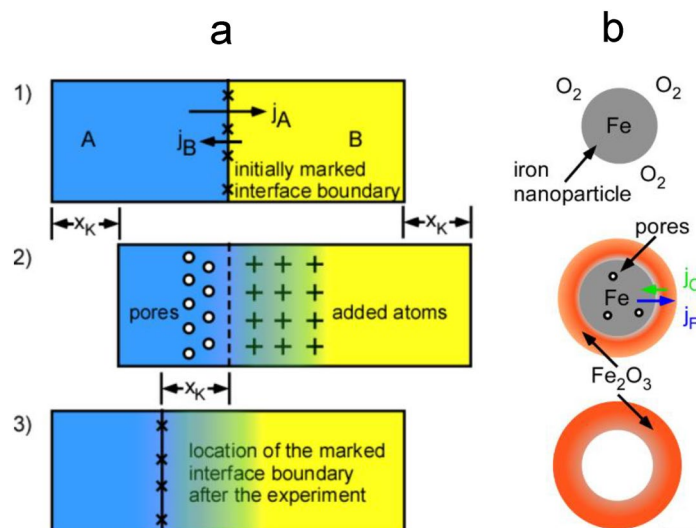 a
b
1)
A
j_A
j_B
B
initially marked
interface boundary
x_K
x_K
2)
pores
added atoms
x_K
3)
location of the marked
interface boundary
after the experiment
O₂
O₂
Fe
O₂
iron
nanoparticle
pores
Fe
Fe₂O₃